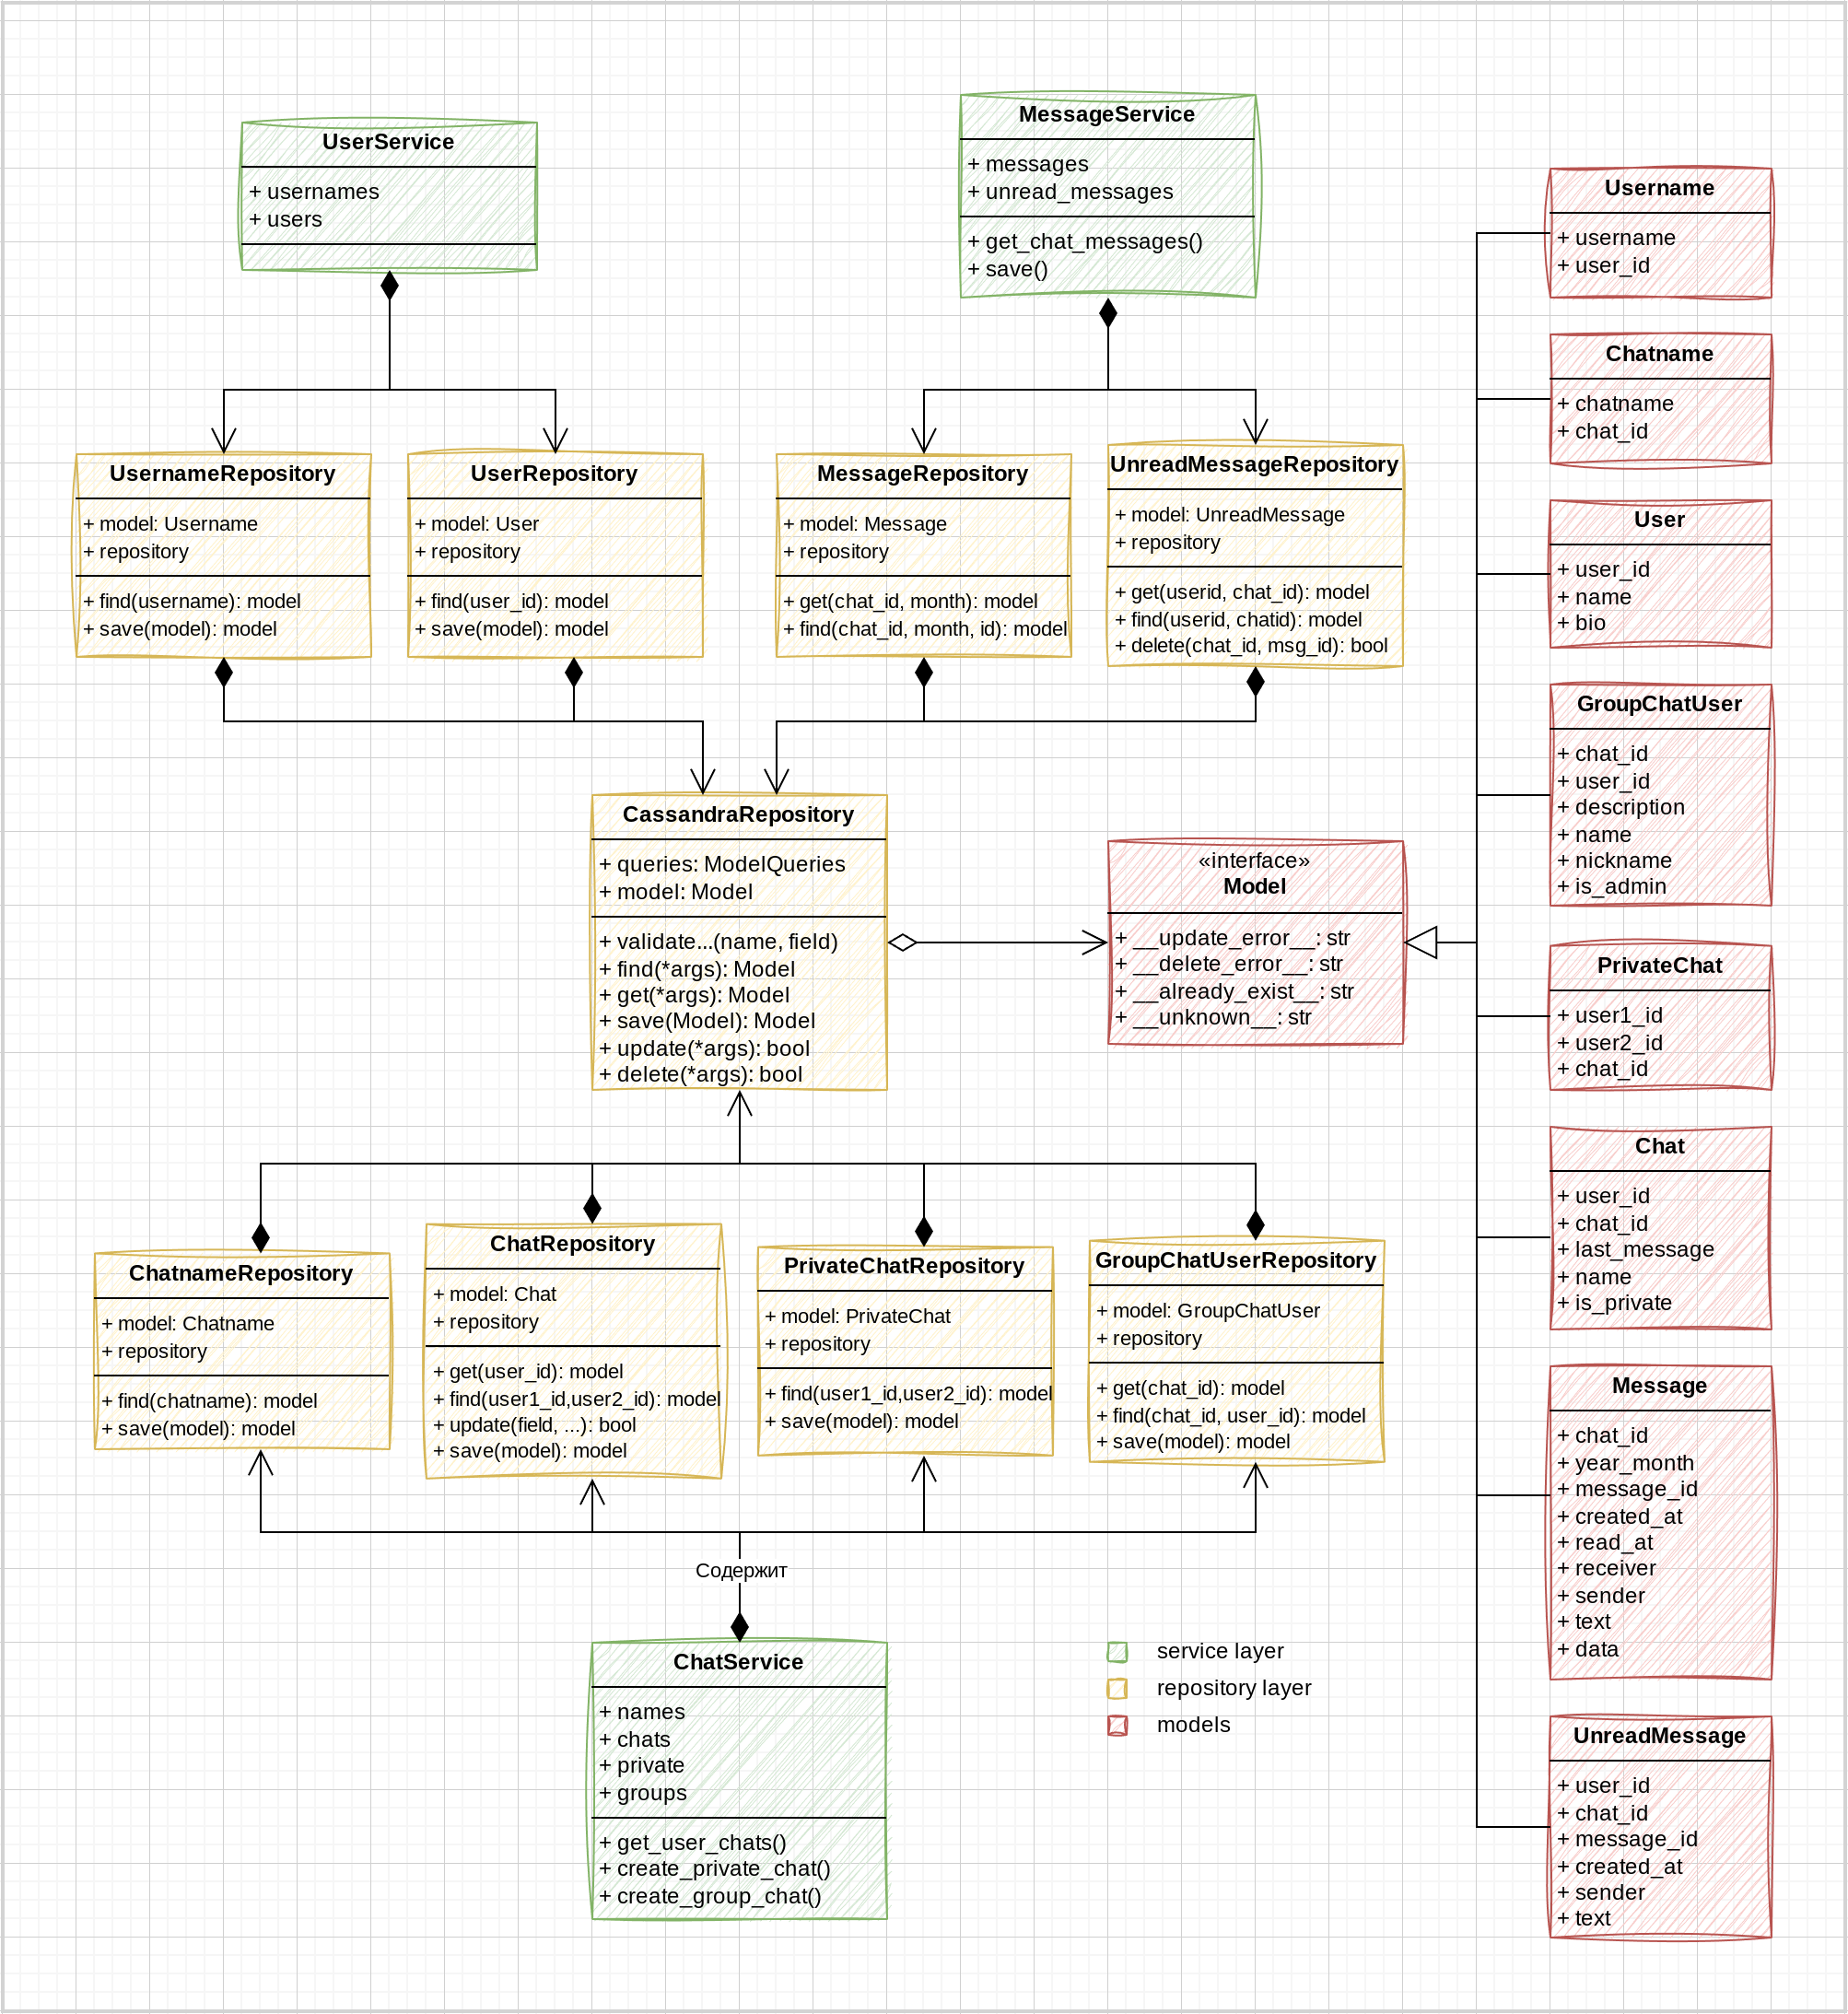 UserService
+ usernames
+ users
MessageService
+ messages
+ unread_messages
+ get_chat_messages()
+ save()
UsernameRepository
+ model: Username
+ repository
+ find(username): model
+ save(model): model
UserRepository
+ model: User
+ repository
+ find(user_id): model
+ save(model): model
MessageRepository
+ model: Message
+ repository
+ get(chat_id, month): model
+ find(chat_id, month, id): model
UnreadMessageRepository
+ model: UnreadMessage
+ repository
+ get(userid, chat_id): model
+ find(userid, chatid): model
+ delete(chat_id, msg_id): bool
CassandraRepository
+ queries: ModelQueries
+ model: Model
+ validate...(name, field)
+ find(*args): Model
+ get(*args): Model
+ save(Model): Model
+ update(*args): bool
+ delete(*args): bool
«interface»
Model
+ __update_error__: str
+ __delete_error__: str
+ __already_exist__: str
+ __unknown__: str
ChatnameRepository
+ model: Chatname
+ repository
+ find(chatname): model
+ save(model): model
ChatRepository
+ model: Chat
+ repository
+ get(user_id): model
+ find(user1_id,user2_id): model
+ update(field, ...): bool
+ save(model): model
PrivateChatRepository
+ model: PrivateChat
+ repository
+ find(user1_id,user2_id): model
+ save(model): model
GroupChatUserRepository
+ model: GroupChatUser
+ repository
+ get(chat_id): model
+ find(chat_id, user_id): model
+ save(model): model
Содержит
ChatService
+ names
+ chats
+ private
+ groups
+ get_user_chats()
+ create_private_chat()
+ create_group_chat()
service layer
repository layer
models
Username
+ username
+ user_id
Chatname
+ chatname
+ chat_id
User
+ user_id
+ name
+ bio
GroupChatUser
+ chat_id
+ user_id
+ description
+ name
+ nickname
+ is_admin
PrivateChat
+ user1_id
+ user2_id
+ chat_id
Chat
+ user_id
+ chat_id
+ last_message
+ name
+ is_private
Message
+ chat_id
+ year_month
+ message_id
+ created_at
+ read_at
+ receiver
+ sender
+ text
+ data
UnreadMessage
+ user_id
+ chat_id
+ message_id
+ created_at
+ sender
+ text